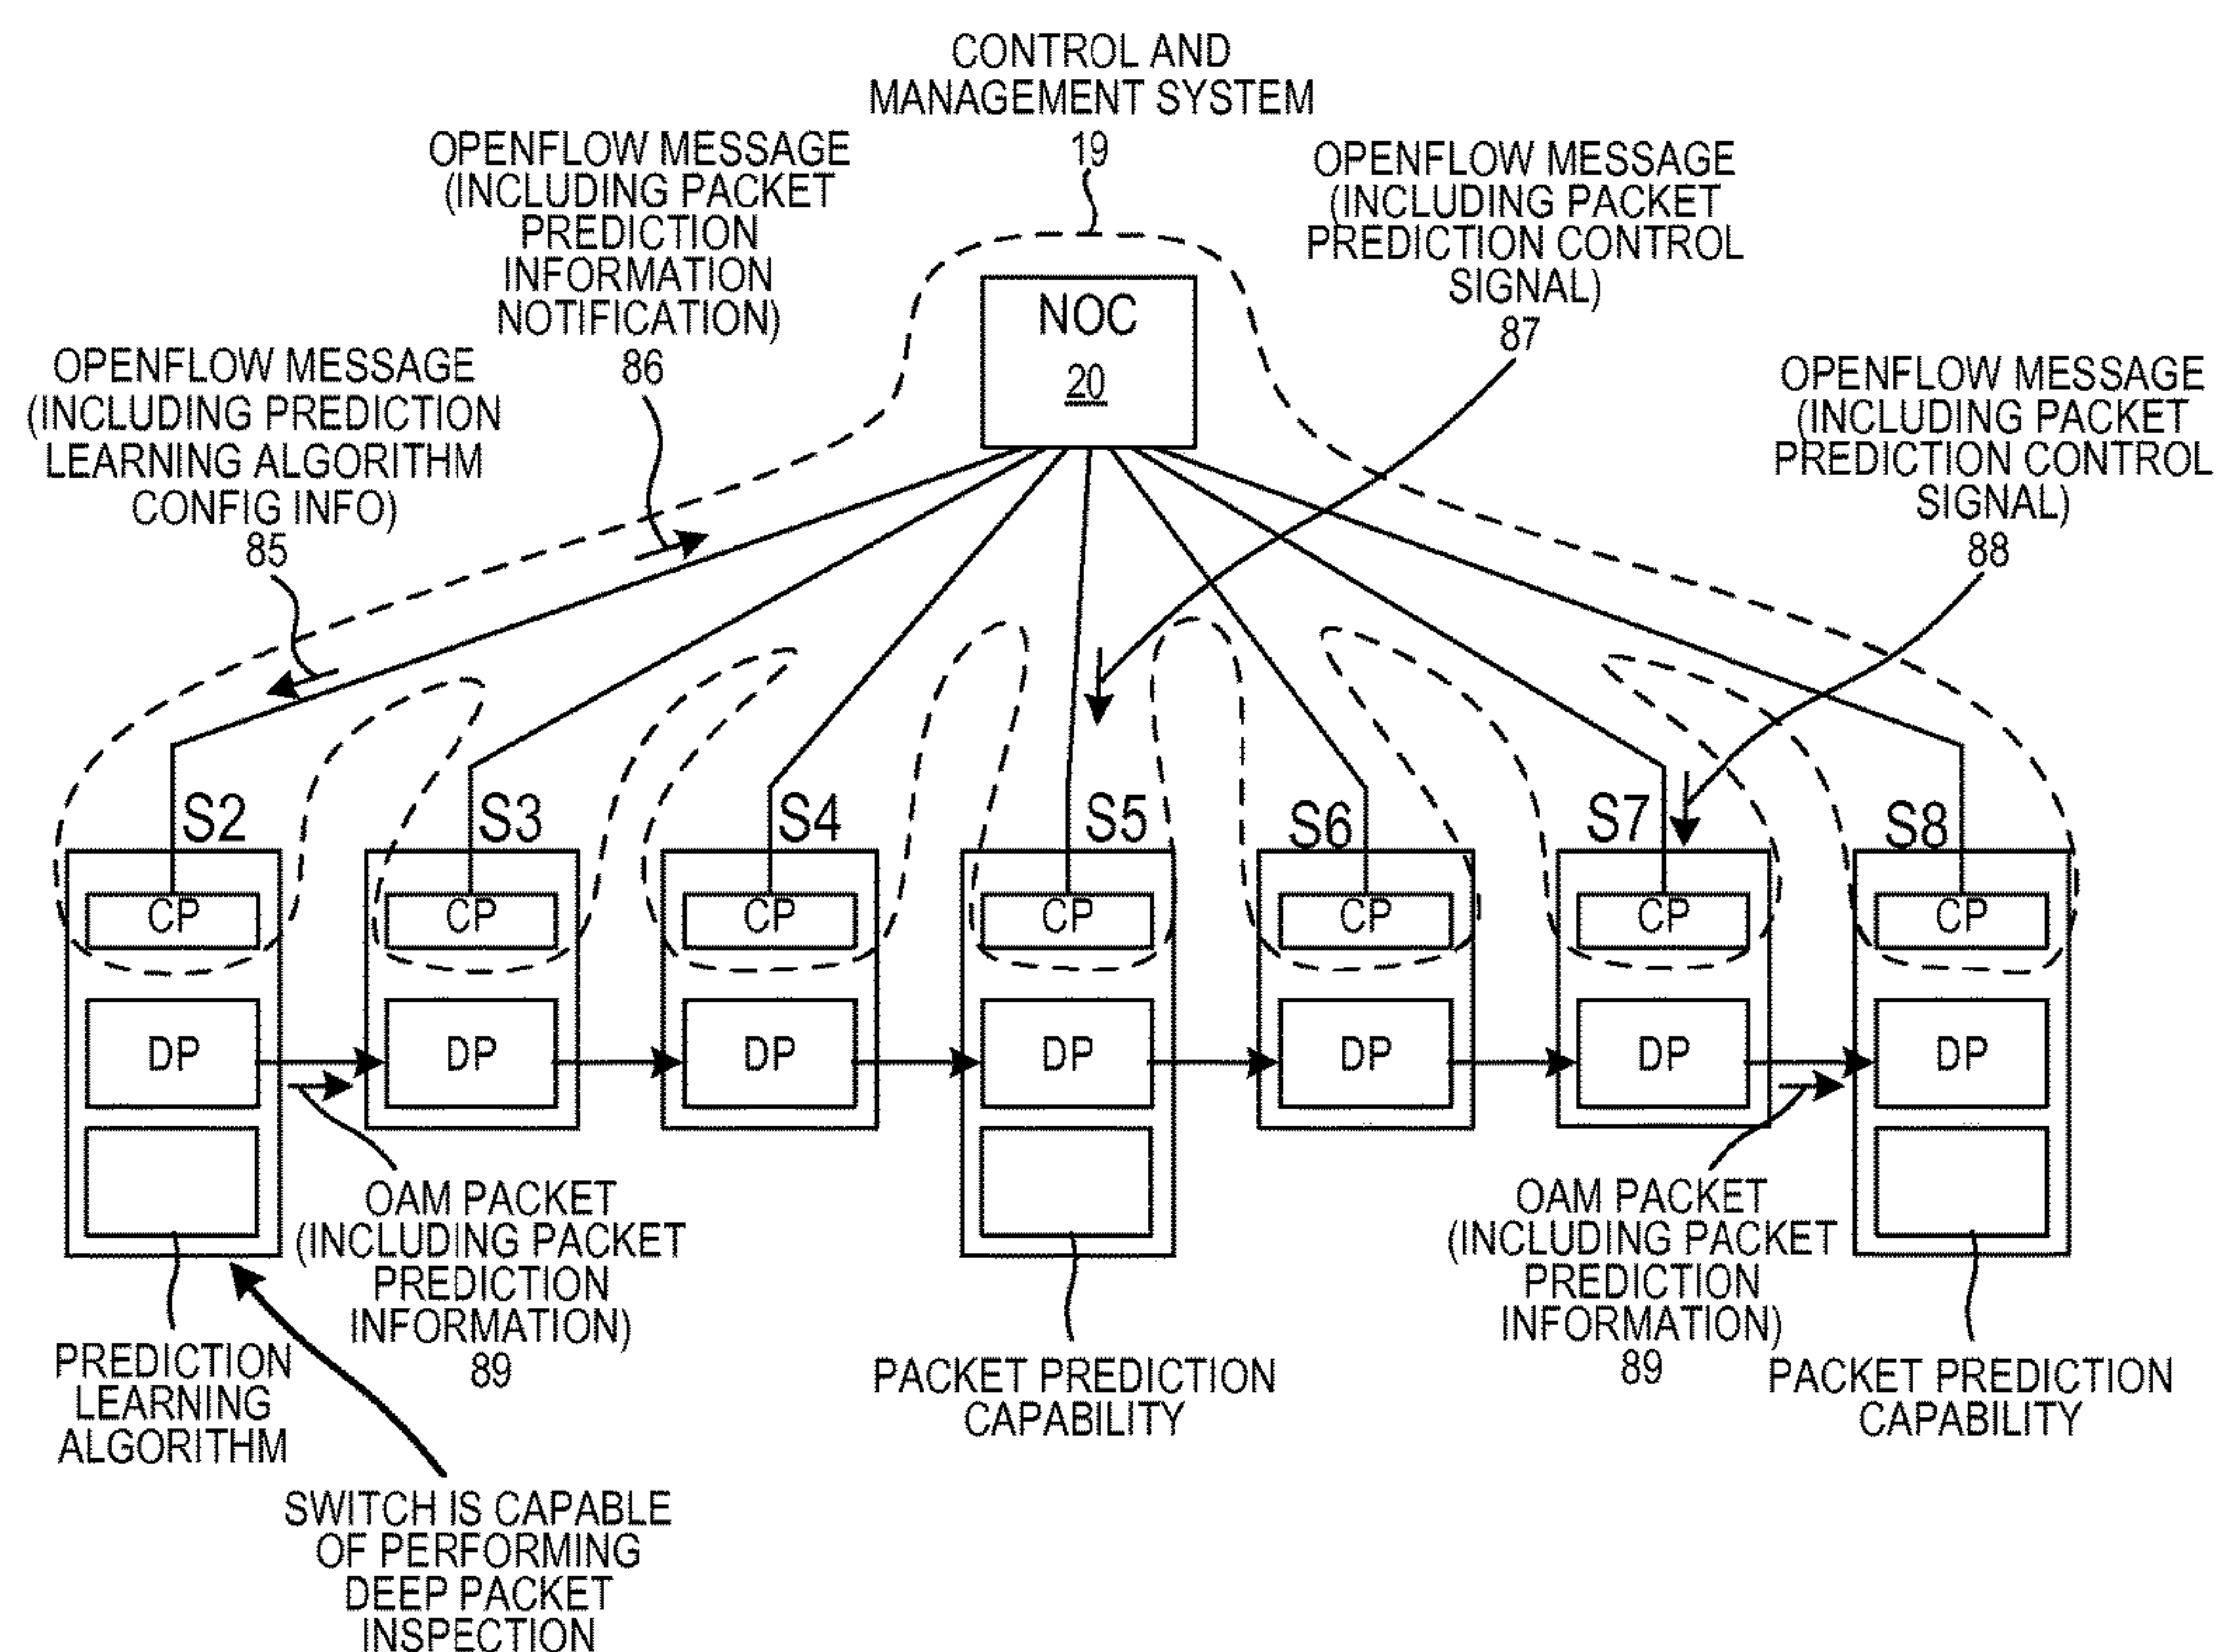 CONTROL AND
MANAGEMENT SYSTEM
19
OPENFLOW MESSAGE
(INCLUDING PACKET
PREDICTION
INFORMATION
NOTIFICATION)
86
OPENFLOW MESSAGE
(INCLUDING PACKET
PREDICTION CONTROL
SIGNAL)
87
OPENFLOW MESSAGE
(INCLUDING PREDICTION
LEARNING ALGORITHM
CONFIG INFO)
85
NOC
20
OPENFLOW MESSAGE
(INCLUDING PACKET
PREDICTION CONTROL
SIGNAL)
88
S2
S3
S4
S5
S6
S7
S8
CP
CP
CP
CP
CP
CP
CP
DP
DP
DP
DP
DP
DP
DP
OAM PACKET
(INCLUDING PACKET
PREDICTION
INFORMATION)
89
OAM PACKET
(INCLUDING PACKET
PREDICTION
INFORMATION)
89
PREDICTION
LEARNING
ALGORITHM
PACKET PREDICTION
CAPABILITY
PACKET PREDICTION
CAPABILITY
SWITCH IS CAPABLE
OF PERFORMING
DEEP PACKET
INSPECTION